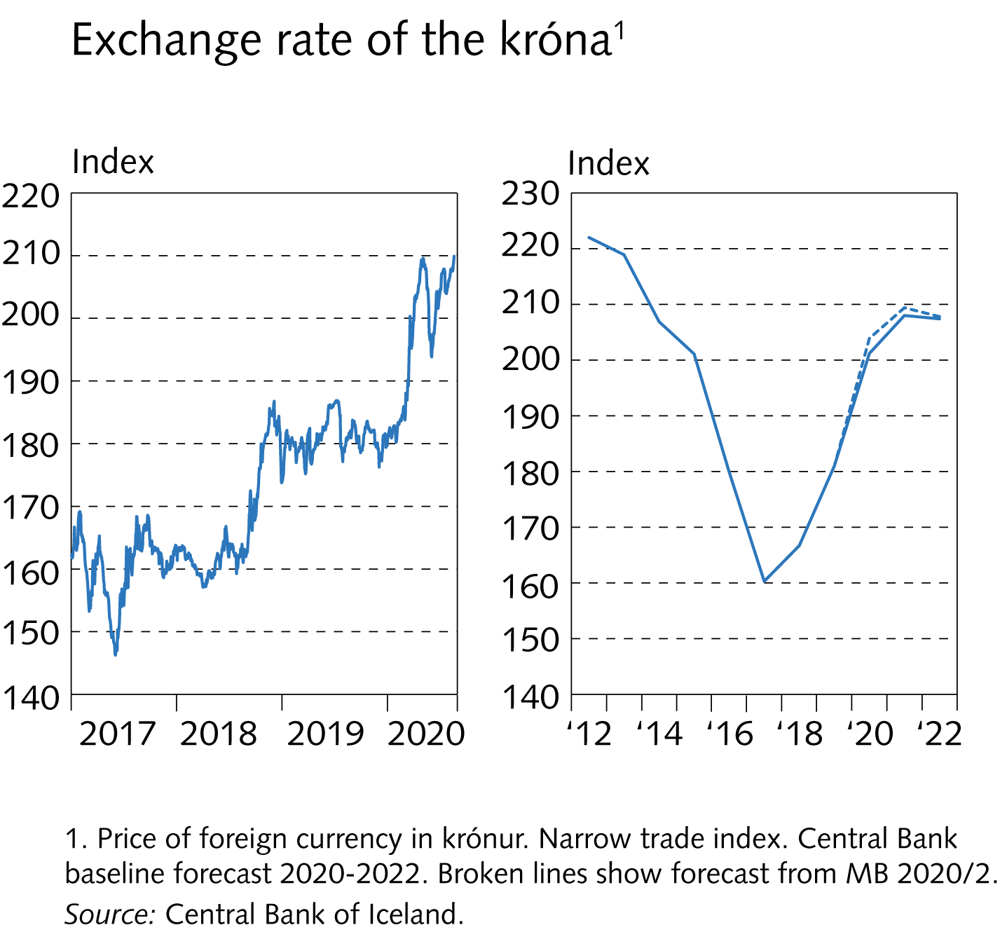 Exchange rate of the króna¹
Index
220
210
200
190
180
170
160
150
140
2017 2018 2019 2020
Index
230
220
210
200
190
180
170
160
150
140
‘12 ‘14 ‘16 ‘18 ‘20 ‘22
1. Price of foreign currency in krónur. Narrow trade index. Central Bank
baseline forecast 2020-2022. Broken lines show forecast from MB 2020/2.
Source: Central Bank of Iceland.